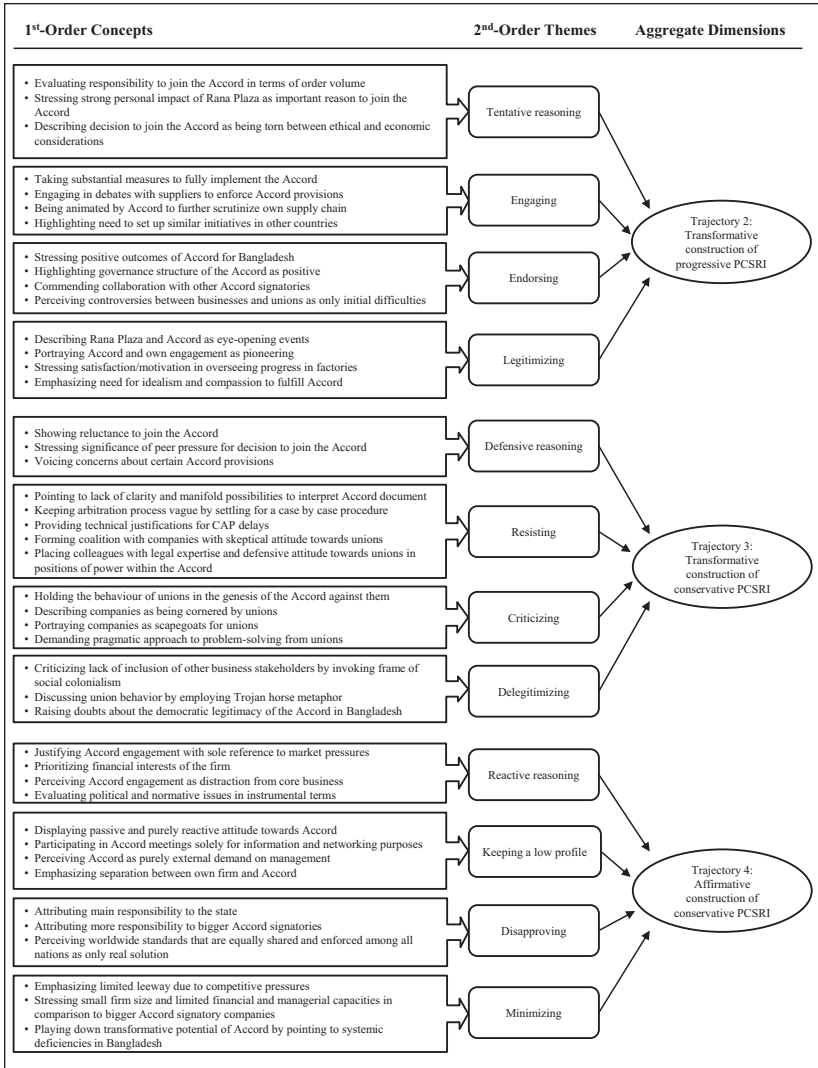 1st-Order Concepts 2nd-Order Themes Aggregate Dimensions
• Evaluating responsibility to join the Accord in terms of order volume
• Stressing strong personal impact of Rana Plaza as important reason to join the
Accord
• Describing decision to join the Accord as being torn between ethical and economic
considerations
Tentative reasoning
• Taking substantial measures to fully implement the Accord
• Engaging in debates with suppliers to enforce Accord provisions
• Being animated by Accord to further scrutinize own supply chain
• Highlighting need to set up similar initiatives in other countries
Engaging
• Stressing positive outcomes of Accord for Bangladesh
• Highlighting governance structure of the Accord as positive
• Commending collaboration with other Accord signatories
• Perceiving controversies between businesses and unions as only initial difficulties
Endorsing
• Describing Rana Plaza and Accord as eye-opening events
• Portraying Accord and own engagement as pioneering
• Stressing satisfaction/motivation in overseeing progress in factories
• Emphasizing need for idealism and compassion to fulfill Accord
Legitimizing
Trajectory 2:
Transformative
construction of
progressive PCSRI
• Showing reluctance to join the Accord
• Stressing significance of peer pressure for decision to join the Accord
• Voicing concerns about certain Accord provisions
Defensive reasoning
• Pointing to lack of clarity and manifold possibilities to interpret Accord document
• Keeping arbitration process vague by settling for a case by case procedure
• Providing technical justifications for CAP delays
• Forming coalition with companies with skeptical attitude towards unions
• Placing colleagues with legal expertise and defensive attitude towards unions in
positions of power within the Accord
Resisting
• Holding the behaviour of unions in the genesis of the Accord against them
• Describing companies as being cornered by unions
• Portraying companies as scapegoats for unions
• Demanding pragmatic approach to problem-solving from unions
Criticizing
• Criticizing lack of inclusion of other business stakeholders by invoking frame of
social colonialism
• Discussing union behavior by employing Trojan horse metaphor
• Raising doubts about the democratic legitimacy of the Accord in Bangladesh
Delegitimizing
Trajectory 3:
Transformative
construction of
conservative PCSRI
• Justifying Accord engagement with sole reference to market pressures
• Prioritizing financial interests of the firm
• Perceiving Accord engagement as distraction from core business
• Evaluating political and normative issues in instrumental terms
Reactive reasoning
• Displaying passive and purely reactive attitude towards Accord
• Participating in Accord meetings solely for information and networking purposes
• Perceiving Accord as purely external demand on management
• Emphasizing separation between own firm and Accord
Keeping a low profile
• Attributing main responsibility to the state
• Attributing more responsibility to bigger Accord signatories
• Perceiving worldwide standards that are equally shared and enforced among all
nations as only real solution
Disapproving
• Emphasizing limited leeway due to competitive pressures
• Stressing small firm size and limited financial and managerial capacities in
comparison to bigger Accord signatory companies
• Playing down transformative potential of Accord by pointing to systemic
deficiencies in Bangladesh
Minimizing
Trajectory 4:
Affirmative
construction of
conservative PCSRI